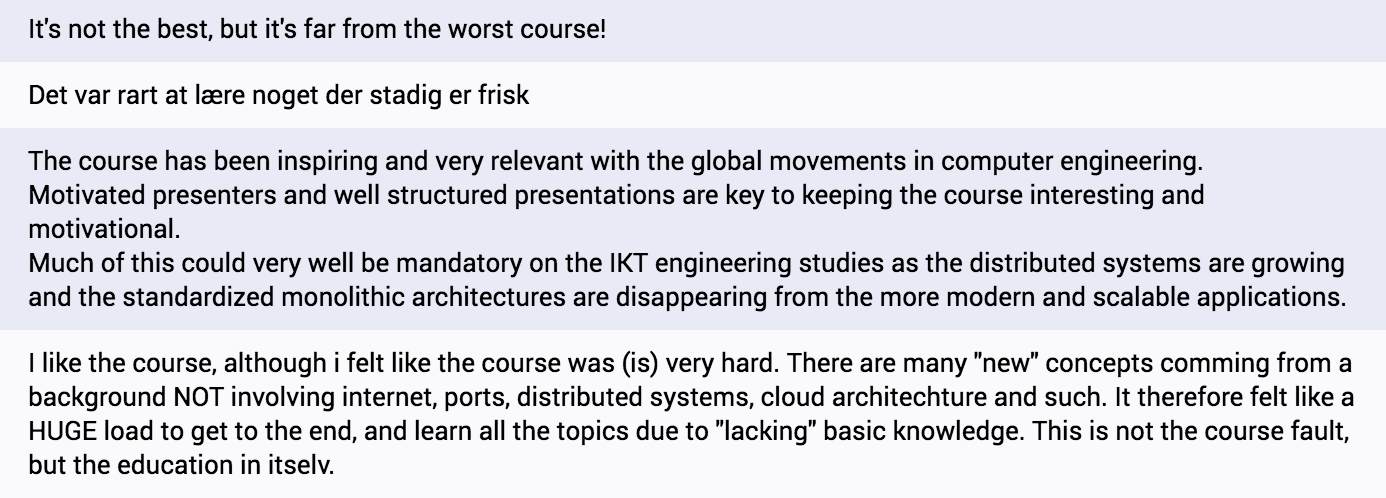 It's not the best, but it's far from the worst course!
Det var rart at lære noget der stadig er frisk
The course has been inspiring and very relevant with the global movements in computer engineering.
Motivated presenters and well structured presentations are key to keeping the course interesting and
motivational.
Much of this could very well be mandatory on the IKT engineering studies as the distributed systems are growing
and the standardized monolithic architectures are disappearing from the more modern and scalable applications.
I like the course, although i felt like the course was (is) very hard. There are many "new" concepts comming from a
background NOT involving internet, ports, distributed systems, cloud architechture and such. It therefore felt like a
HUGE load to get to the end, and learn all the topics due to "lacking" basic knowledge. This is not the course fault,
but the education in itselv.